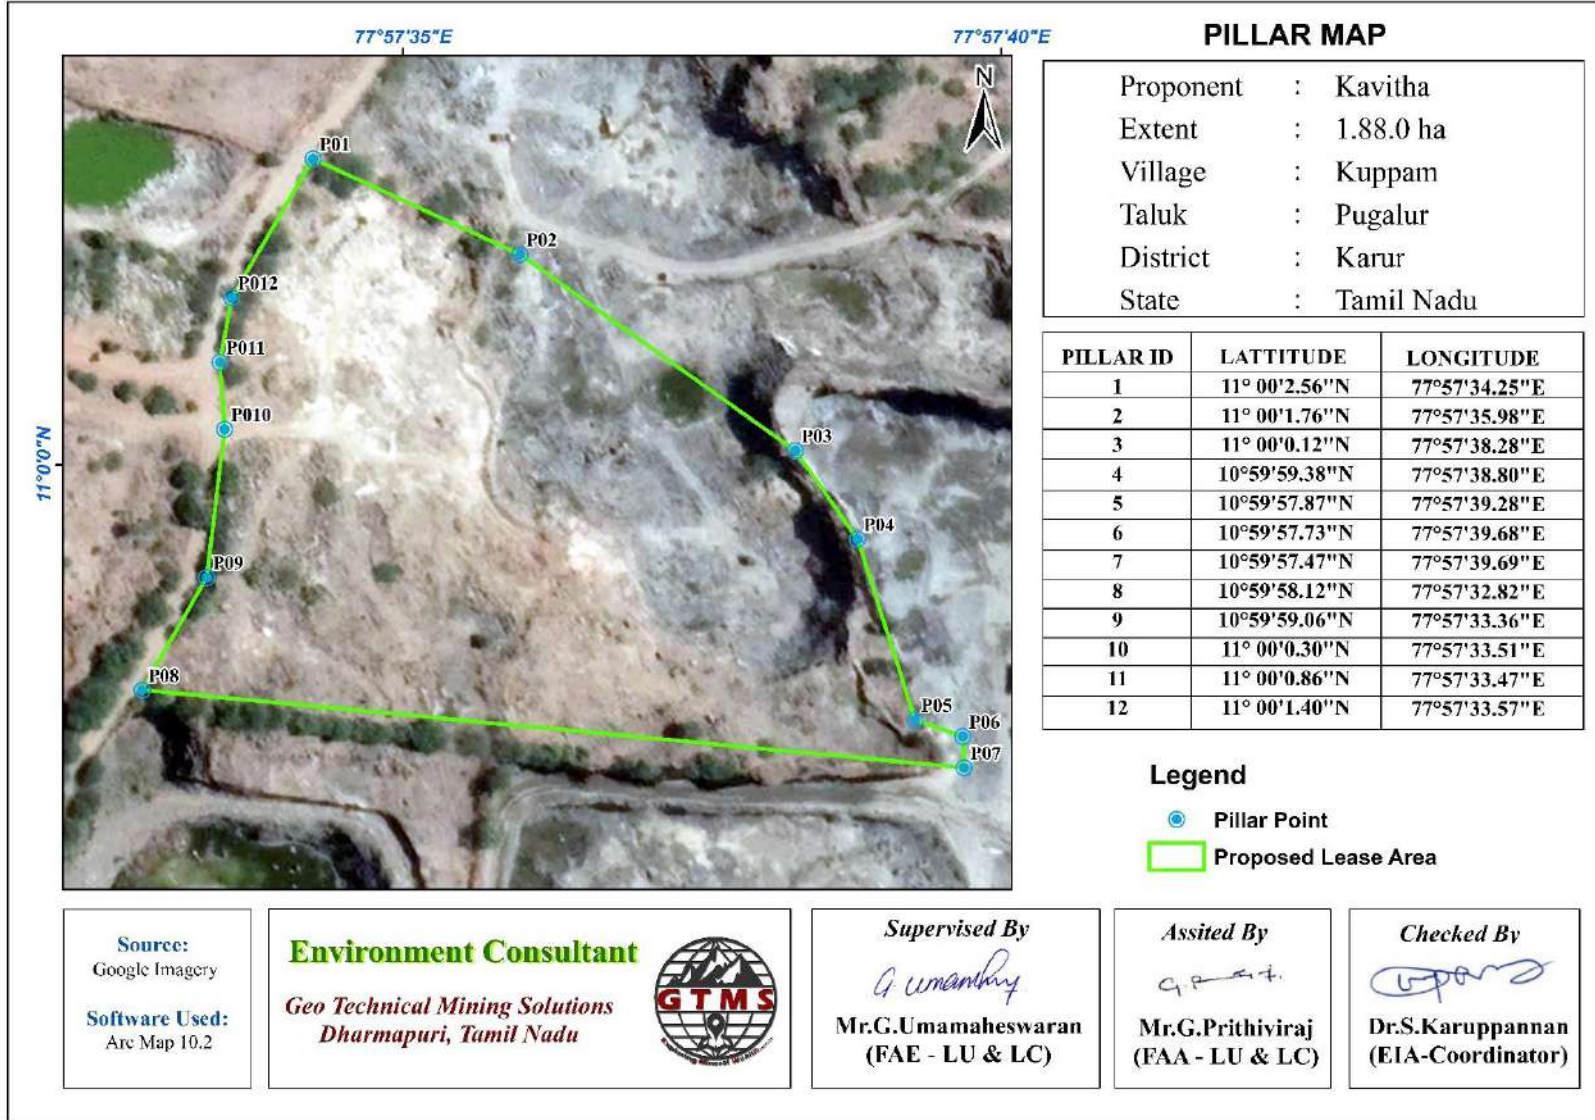 PILLAR MAP
77°57'35"E
77°57'40"E
11°0'0"N
N
P01
P02
P012
P011
P010
P03
P04
P09
P08
P05
P06
P07
Proponent : Kavitha
Extent : 1.88.0 ha
Village : Kuppam
Taluk : Pugalur
District : Karur
State : Tamil Nadu
PILLAR ID LATTITUDE LONGITUDE
1 11° 00'2.56"N 77°57'34.25"E
2 11° 00'1.76"N 77°57'35.98"E
3 11° 00'0.12"N 77°57'38.28"E
4 10°59'59.38"N 77°57'38.80"E
5 10°59'57.87"N 77°57'39.28"E
6 10°59'57.73"N 77°57'39.68"E
7 10°59'57.47"N 77°57'39.69"E
8 10°59'58.12"N 77°57'32.82"E
9 10°59'59.06"N 77°57'33.36"E
10 11° 00'0.30"N 77°57'33.51"E
11 11° 00'0.86"N 77°57'33.47"E
12 11° 00'1.40"N 77°57'33.57"E
Legend
Pillar Point
Proposed Lease Area
Source:
Google Imagery
Software Used:
Arc Map 10.2
Environment Consultant
Geo Technical Mining Solutions
Dharmapuri, Tamil Nadu
GTMS
Supervised By
Mr.G.Umamaheswaran
(FAE - LU & LC)
Assited By
Mr.G.Prithiviraj
(FAA - LU & LC)
Checked By
Dr.S.Karuppannan
(EIA-Coordinator)